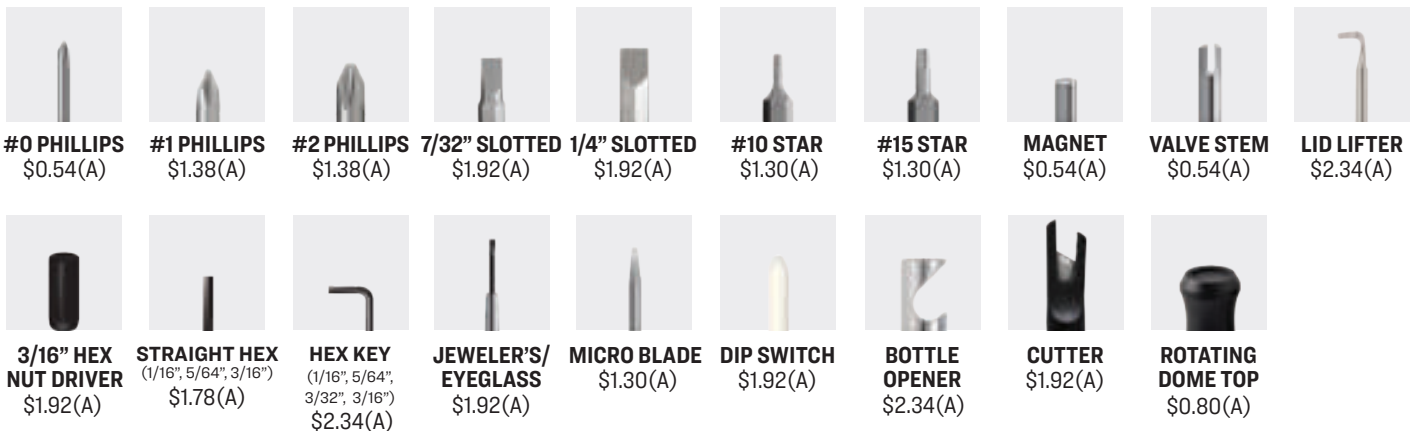 #0 PHILLIPS
$0.54(A)
#1 PHILLIPS
$1.38(A)
#2 PHILLIPS
$1.38(A)
7/32” SLOTTED
$1.92(A)
1/4” SLOTTED
$1.92(A)
#10 STAR
$1.30(A)
#15 STAR
$1.30(A)
MAGNET
$0.54(A)
VALVE STEM
$0.54(A)
LID LIFTER
$2.34(A)
3/16” HEX
NUT DRIVER
$1.92(A)
STRAIGHT HEX
(1/16”, 5/64”, 3/16”)
$1.78(A)
HEX KEY
(1/16”, 5/64”,
3/32”, 3/16”)
$2.34(A)
JEWELER’S/
EYEGLASS
$1.92(A)
MICRO BLADE
$1.30(A)
DIP SWITCH
$1.92(A)
BOTTLE
OPENER
$2.34(A)
CUTTER
$1.92(A)
ROTATING
DOME TOP
$0.80(A)